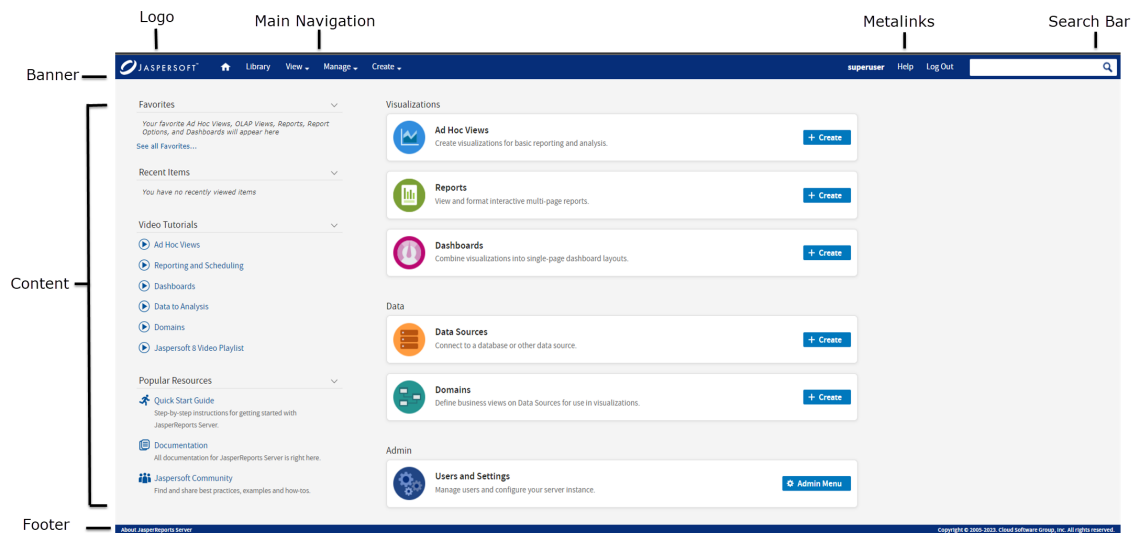 Logo
Main Navigation
Metalinks
Search Bar
Banner
JASPERSOFT™
Library
View
Manage
Create
superuser
Help
Log Out
Content
Favorites
Your favorite Ad Hoc Views, OLAP Views, Reports, Report
Options, and Dashboards will appear here
See all Favorites...
Recent Items
You have no recently viewed items
Video Tutorials
Ad Hoc Views
Reporting and Scheduling
Dashboards
Data to Analysis
Domains
Jaspersoft 8 Video Playlist
Popular Resources
Quick Start Guide
Step-by-step instructions for getting started with
JasperReports Server.
Documentation
All documentation for JasperReports Server is right here.
Jaspersoft Community
Find and share best practices, examples and how-tos.
Visualizations
Ad Hoc Views
Create visualizations for basic reporting and analysis.
+ Create
Reports
View and format interactive multi-page reports.
+ Create
Dashboards
Combine visualizations into single-page dashboard layouts.
+ Create
Data
Data Sources
Connect to a database or other data source.
+ Create
Domains
Define business views on Data Sources for use in visualizations.
+ Create
Admin
Users and Settings
Manage users and configure your server instance.
Admin Menu
Footer
About JasperReports Server
Copyright © 2005-2023. Cloud Software Group, Inc. All rights reserved.